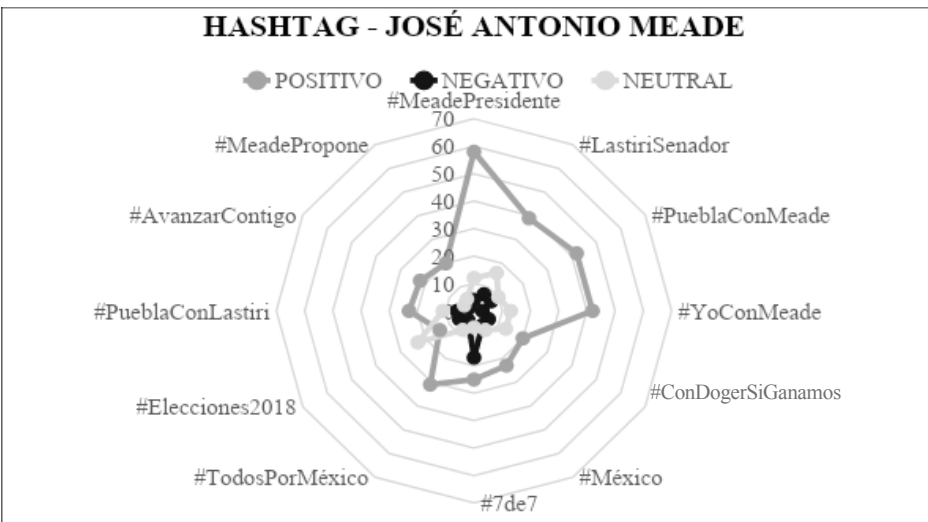 HASHTAG - JOSÉ ANTONIO MEADE
POSITIVO NEGATIVO NEUTRAL
#MeadePresidente
70
#MeadePropone
#LastiriSenador
60
50
40
#AvanzarContigo
#PueblaConMeade
30
20
10
#PueblaConLastiri
#YoConMeade
#Elecciones2018
#ConDogerSiGanamos
#TodosPorMéxico
#México
#7de7